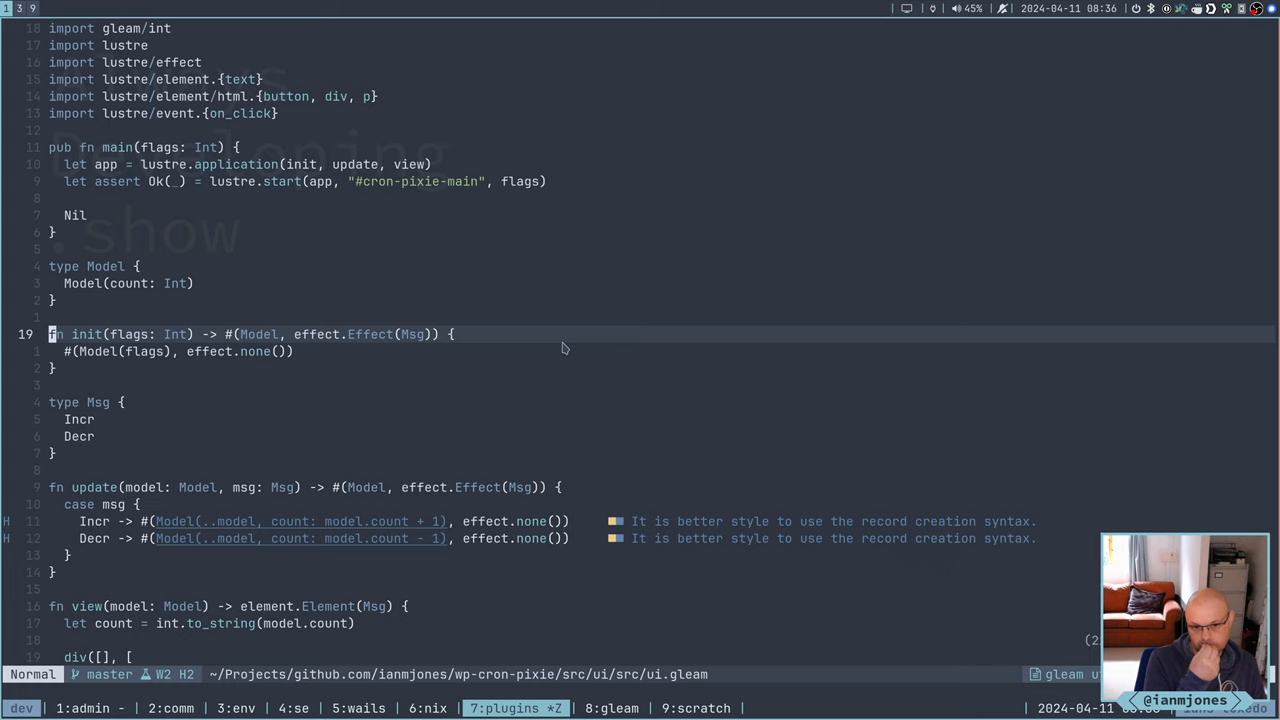 1 3 9 45% 2024-04-11 08:36
18 import gleam/int
17 import lustre
16 import lustre/effect
15 import lustre/element.{text}
14 import lustre/element/html.{button, div, p}
13 import lustre/event.{on_click}
12
11 pub fn main(flags: Int) {
10 let app = lustre.application(init, update, view)
9 let assert Ok(_) = lustre.start(app, "#cron-pixie-main", flags)
8
7 Nil
6 }
5
4 type Model {
3 Model(count: Int)
2 }
1
19 fn init(flags: Int) -> #(Model, effect.Effect(Msg)) {
1 #(Model(flags), effect.none())
2 }
3
4 type Msg {
5 Incr
6 Decr
7 }
8
9 fn update(model: Model, msg: Msg) -> #(Model, effect.Effect(Msg)) {
10 case msg {
H 11 Incr -> #(Model(..model, count: model.count + 1), effect.none()) It is better style to use the record creation syntax.
H 12 Decr -> #(Model(..model, count: model.count - 1), effect.none()) It is better style to use the record creation syntax.
13 }
14 }
15
16 fn view(model: Model) -> element.Element(Msg) {
17 let count = int.to_string(model.count)
18
19 div([], [
Developing
.show
Normal master W2 H2 ~/Projects/github.com/ianmjones/wp-cron-pixie/src/ui/src/ui.gleam gleam
dev 1:admin - 2:comm 3:env 4:se 5:wails 6:nix 7:plugins *Z 8:gleam 9:scratch 2024-04-11
@ianmjones